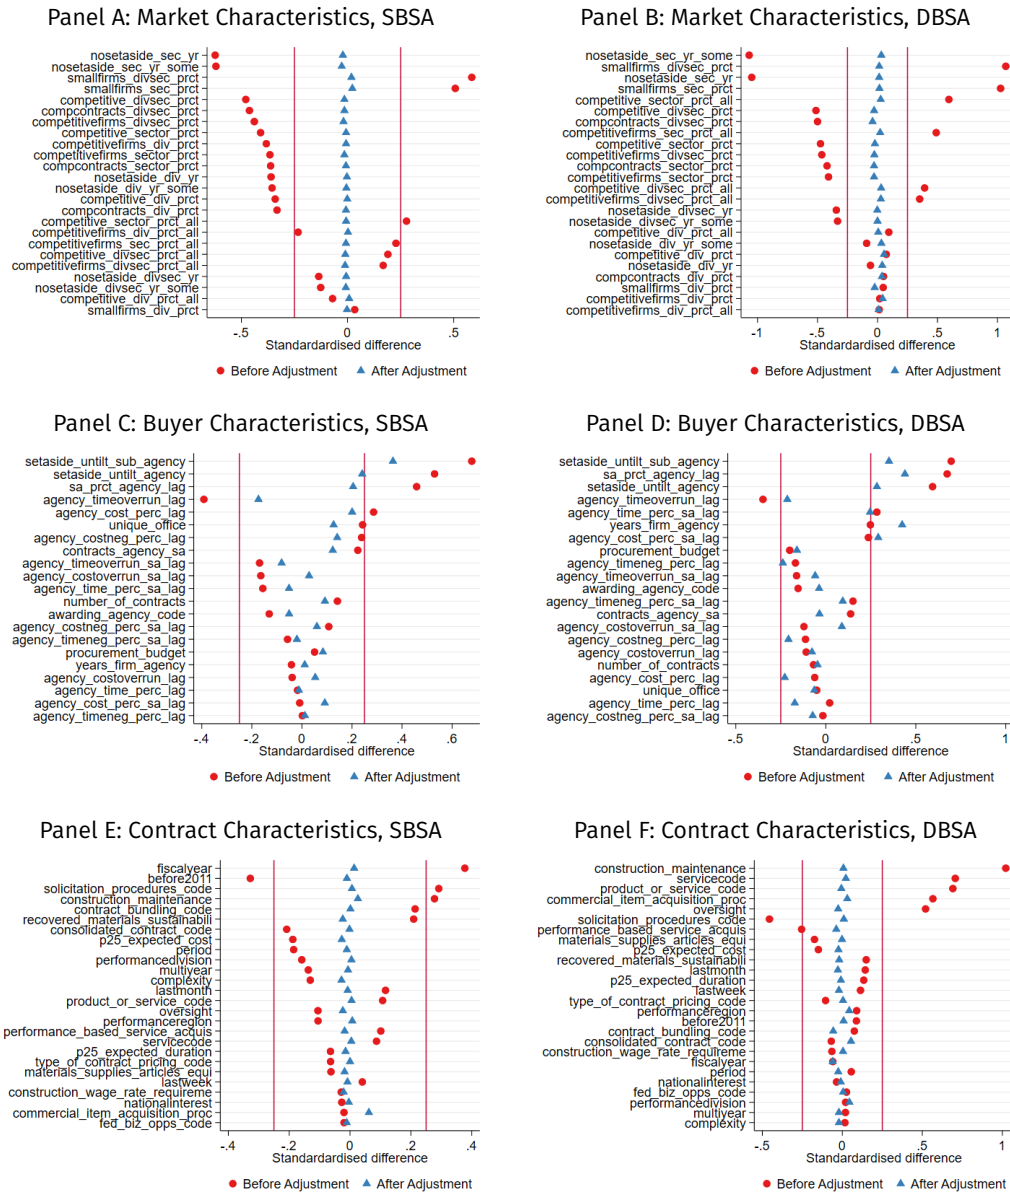 Panel A: Market Characteristics, SBSA
nosetaside_sec_yr
nosetaside_sec_yr_some
smallfirms_divsec_prct
smallfirms_sec_prct
competitive_divsec_prct
compcontracts_divsec_prct
competitivefirms_divsec_prct
competitive_sector_prct
competitivefirms_div_prct
competitivefirms_sector_prct
compcontracts_sector_prct
nosetaside_div_yr
nosetaside_div_yr_some
competitive_div_prct
compcontracts_div_prct
competitive_sector_prct_all
competitivefirms_div_prct_all
competitivefirms_sec_prct_all
competitive_divsec_prct_all
competitivefirms_divsec_prct_all
nosetaside_divsec_yr
nosetaside_divsec_yr_some
competitive_div_prct_all
smallfirms_div_prct
-.5 0 .5
Standardarised difference
Before Adjustment After Adjustment
Panel B: Market Characteristics, DBSA
nosetaside_sec_yr_some
smallfirms_divsec_prct
nosetaside_sec_yr
smallfirms_sec_prct
competitive_sector_prct_all
competitive_divsec_prct
compcontracts_divsec_prct
competitivefirms_sec_prct_all
competitive_sector_prct
competitivefirms_divsec_prct
compcontracts_sector_prct
competitivefirms_sector_prct
competitive_divsec_prct_all
competitivefirms_divsec_prct_all
nosetaside_divsec_yr
nosetaside_divsec_yr_some
competitive_div_prct_all
nosetaside_div_yr_some
competitive_div_prct
nosetaside_div_yr
compcontracts_div_prct
smallfirms_div_prct
competitivefirms_div_prct
competitivefirms_div_prct_all
-1 -.5 0 .5 1
Standardarised difference
Before Adjustment After Adjustment
Panel C: Buyer Characteristics, SBSA
setaside_untilt_sub_agency
setaside_untilt_agency
sa_prct_agency_lag
agency_timeoverrun_lag
agency_cost_perc_lag
unique_office
agency_costneg_perc_lag
contracts_agency_sa
agency_timeoverrun_sa_lag
agency_costoverrun_sa_lag
agency_time_perc_sa_lag
number_of_contracts
awarding_agency_code
agency_costneg_perc_sa_lag
agency_timeneg_perc_sa_lag
procurement_budget
years_firm_agency
agency_costoverrun_lag
agency_time_perc_lag
agency_cost_perc_sa_lag
agency_timeneg_perc_lag
-.4 -.2 0 .2 .4 .6
Standardarised difference
Before Adjustment After Adjustment
Panel D: Buyer Characteristics, DBSA
setaside_untilt_sub_agency
sa_prct_agency_lag
setaside_untilt_agency
agency_timeoverrun_lag
agency_time_perc_sa_lag
years_firm_agency
agency_cost_perc_sa_lag
procurement_budget
agency_timeneg_perc_lag
agency_timeoverrun_sa_lag
awarding_agency_code
agency_timeneg_perc_sa_lag
contracts_agency_sa
agency_costoverrun_sa_lag
agency_costneg_perc_lag
agency_costoverrun_lag
number_of_contracts
agency_cost_perc_lag
unique_office
agency_time_perc_lag
agency_costneg_perc_sa_lag
-.5 0 .5 1
Standardarised difference
Before Adjustment After Adjustment
Panel E: Contract Characteristics, SBSA
fiscalyear
before2011
solicitation_procedures_code
construction_maintenance
contract_bundling_code
recovered_materials_sustainabili
consolidated_contract_code
p25_expected_cost
period
performancedivision
multiyear
complexity
lastmonth
product_or_service_code
oversight
performanceregion
performance_based_service_acquis
servicecode
p25_expected_duration
type_of_contract_pricing_code
materials_supplies_articles_equi
lastweek
construction_wage_rate_requireme
nationalinterest
commercial_item_acquisition_proc
fed_biz_opps_code
-.4 -.2 0 .2 .4
Standardarised difference
Before Adjustment After Adjustment
Panel F: Contract Characteristics, DBSA
construction_maintenance
servicecode
product_or_service_code
commercial_item_acquisition_proc
oversight
solicitation_procedures_code
performance_based_service_acquis
materials_supplies_articles_equi
p25_expected_cost
recovered_materials_sustainabili
lastmonth
p25_expected_duration
lastweek
type_of_contract_pricing_code
performanceregion
before2011
contract_bundling_code
consolidated_contract_code
construction_wage_rate_requireme
fiscalyear
period
nationalinterest
fed_biz_opps_code
performancedivision
multiyear
complexity
-.5 0 .5 1
Standardarised difference
Before Adjustment After Adjustment